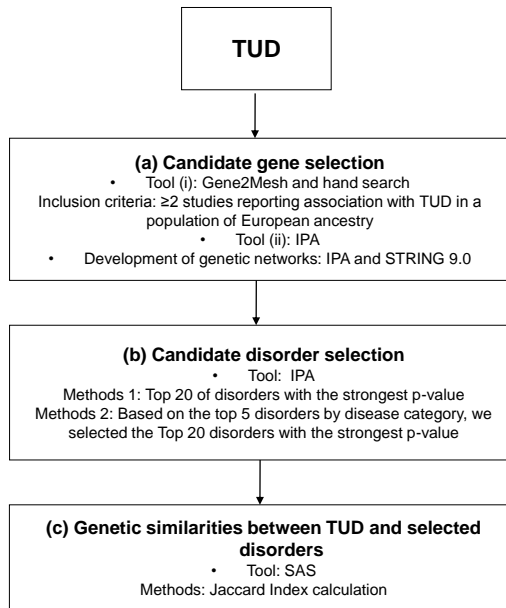 TUD
(a) Candidate gene selection
• Tool (i): Gene2Mesh and hand search
Inclusion criteria: ≥2 studies reporting association with TUD in a
population of European ancestry
• Tool (ii): IPA
• Development of genetic networks: IPA and STRING 9.0
(b) Candidate disorder selection
• Tool: IPA
Methods 1: Top 20 of disorders with the strongest p-value
Methods 2: Based on the top 5 disorders by disease category, we
selected the Top 20 disorders with the strongest p-value
(c) Genetic similarities between TUD and selected
disorders
• Tool: SAS
Methods: Jaccard Index calculation